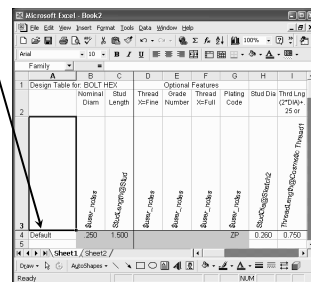 Microsoft Excel - Book2
File Edit View Insert Format Tools Data Window Help
100%
Arial 10 B I U
Family
A B C D E F G H I
1 Design Table for: BOLT HEX Optional Features
2 Nominal Diam Stud Length Thread X=Fine Grade Number Thread X=Full Plating Code Stud Dia Thrd Lng (2*DIA)+. 25 or
3 $user_notes StudLength@Stud $user_notes $user_notes $user_notes $user_notes StudDia@Sketch2 ThreadLength@Cosmetic Thread1
4 Default .250 1.500 ZP 0.260 0.750
5
Sheet1 Sheet2
Draw AutoShapes
Ready NUM